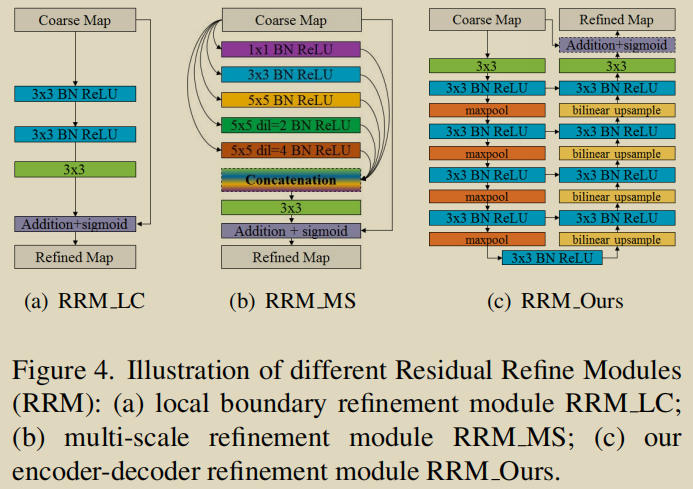 Coarse Map
3x3 BN ReLU
3x3 BN ReLU
3x3
Addition+sigmoid
Refined Map
(a) RRM_LC
Coarse Map
1x1 BN ReLU
3x3 BN ReLU
5x5 BN ReLU
5x5 dil=2 BN ReLU
5x5 dil=4 BN ReLU
Concatenation
3x3
Addition + sigmoid
Refined Map
(b) RRM_MS
Coarse Map
3x3
3x3 BN ReLU
maxpool
3x3 BN ReLU
maxpool
3x3 BN ReLU
maxpool
3x3 BN ReLU
maxpool
3x3 BN ReLU
Refined Map
Addition+sigmoid
3x3
3x3 BN ReLU
bilinear upsample
3x3 BN ReLU
bilinear upsample
3x3 BN ReLU
bilinear upsample
3x3 BN ReLU
bilinear upsample
(c) RRM_Ours
Figure 4. Illustration of different Residual Refine Modules
(RRM): (a) local boundary refinement module RRM_LC;
(b) multi-scale refinement module RRM_MS; (c) our
encoder-decoder refinement module RRM_Ours.